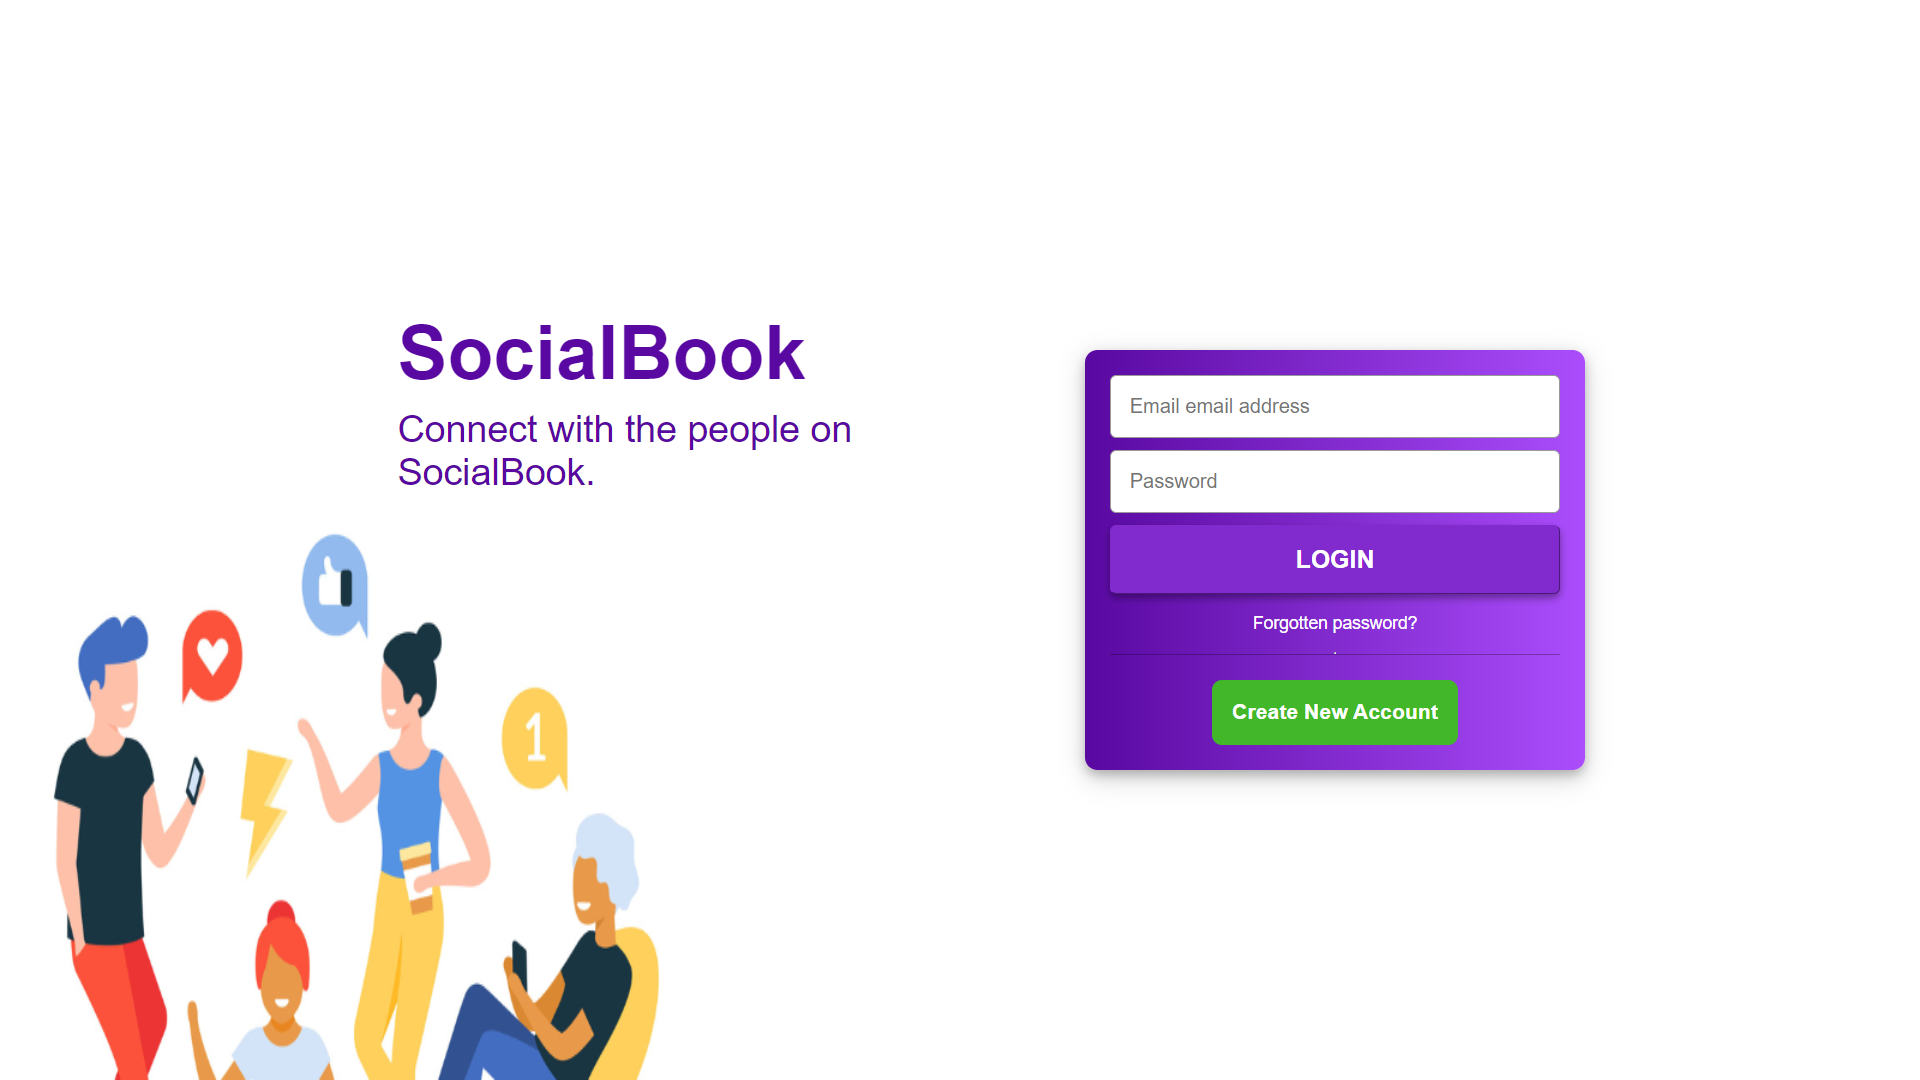 SocialBook
Connect with the people on
SocialBook.
Email email address
Password
LOGIN
Forgotten password?
.
Create New Account
1